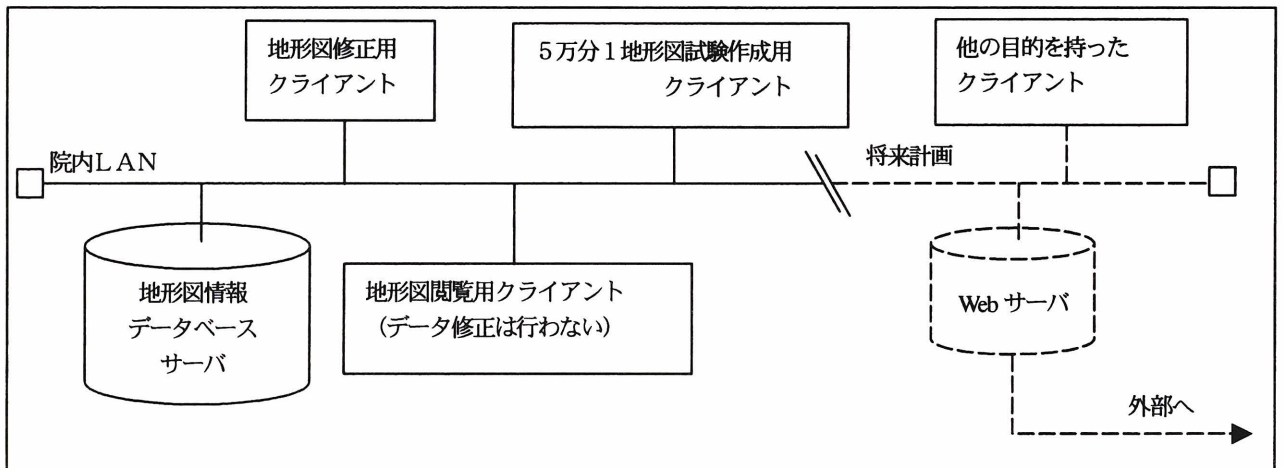 地形図修正用
クライアント
５万分１地形図試験作成用
クライアント
他の目的を持った
クライアント
院内ＬＡＮ
将来計画
地形図情報
データベース
サーバ
地形図閲覧用クライアント
（データ修正は行わない）
Web サーバ
外部へ